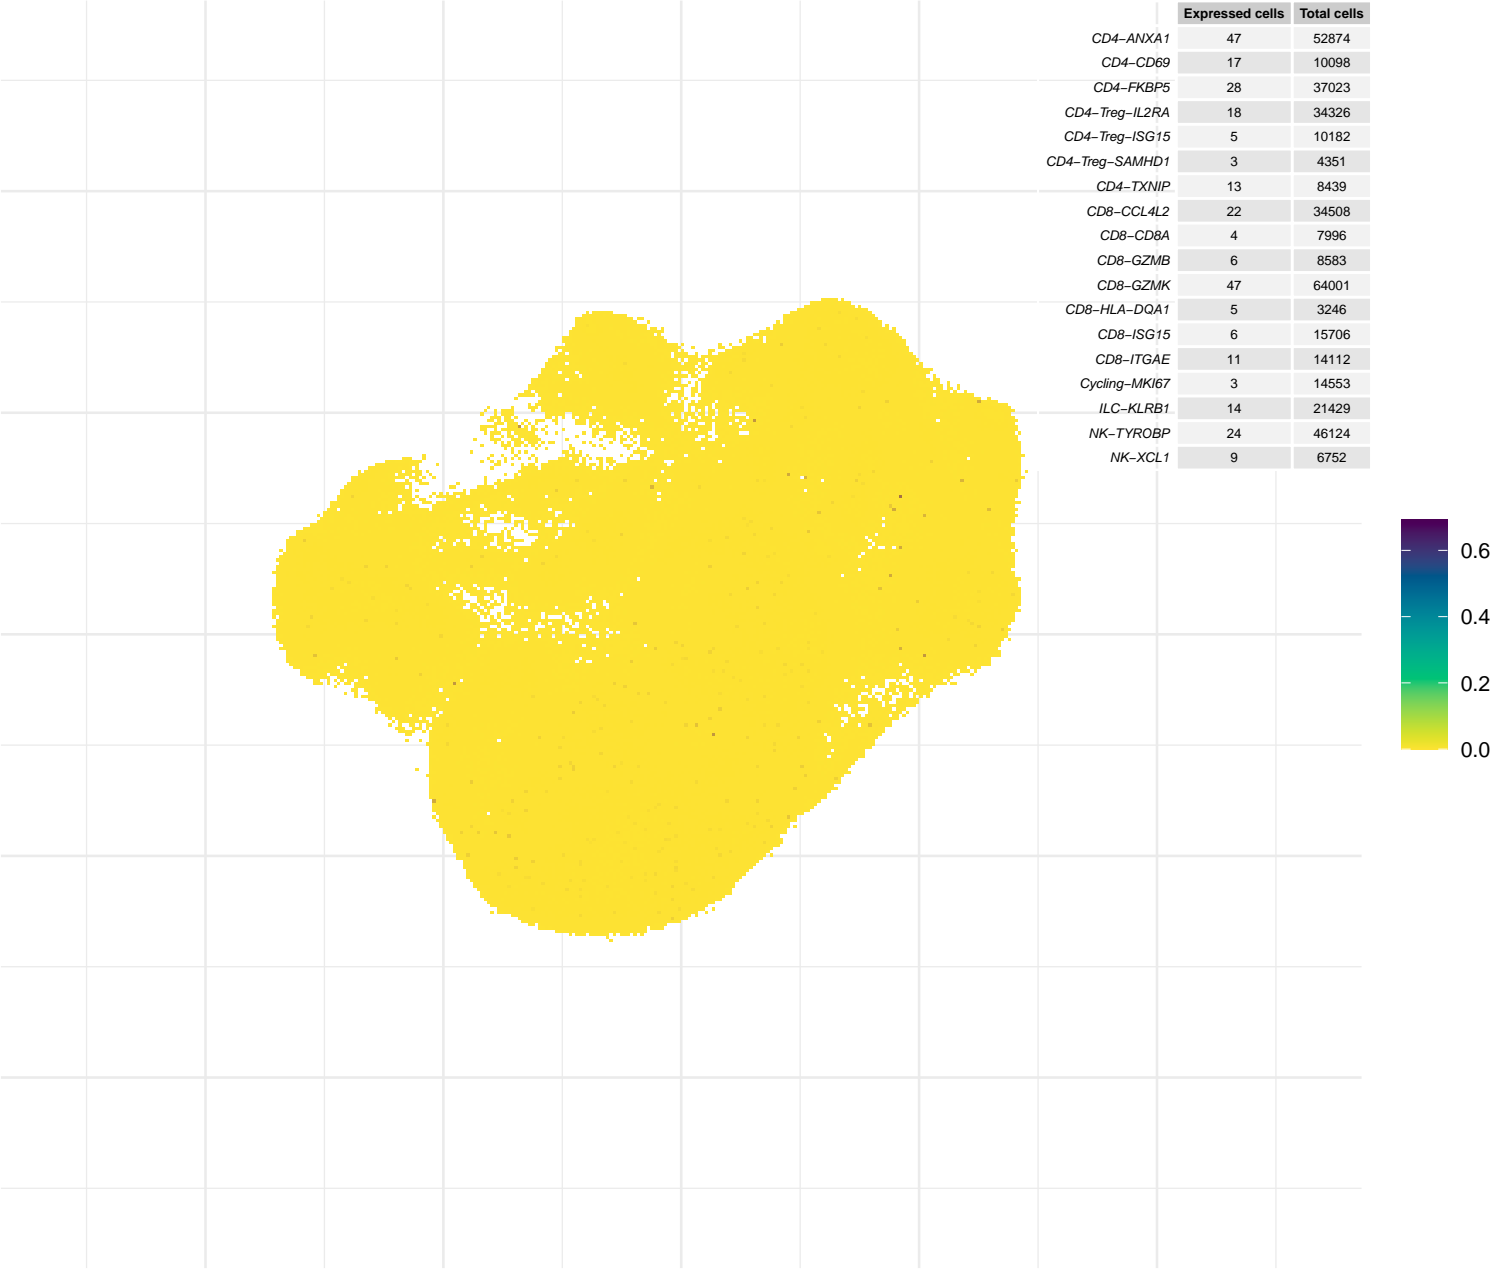 Expressed cells Total cells
CD4−ANXA1 47 52874
CD4−CD69 17 10098
CD4−FKBP5 28 37023
CD4−Treg−IL2RA 18 34326
CD4−Treg−ISG15 5 10182
CD4−Treg−SAMHD1 3 4351
CD4−TXNIP 13 8439
CD8−CCL4L2 22 34508
CD8−CD8A 4 7996
CD8−GZMB 6 8583
CD8−GZMK 47 64001
CD8−HLA−DQA1 5 3246
CD8−ISG15 6 15706
CD8−ITGAE 11 14112
Cycling−MKI67 3 14553
ILC−KLRB1 14 21429
NK−TYROBP 24 46124
NK−XCL1 9 6752
0.6
0.4
0.2
0.0